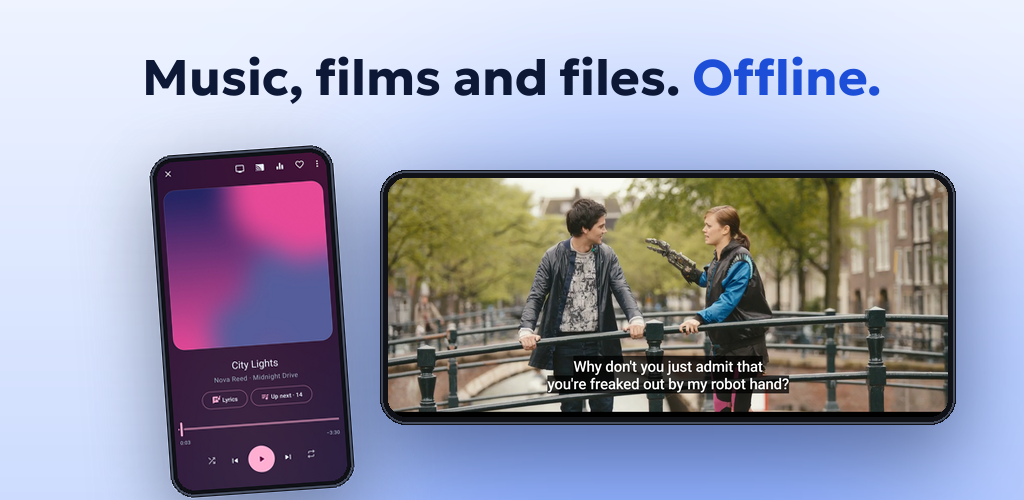 Music, films and files. Offline.
City Lights
Nova Reed · Midnight Drive
Lyrics
Up next · 14
0:03
-3:36
Why don't you just admit that
you're freaked out by my robot hand?